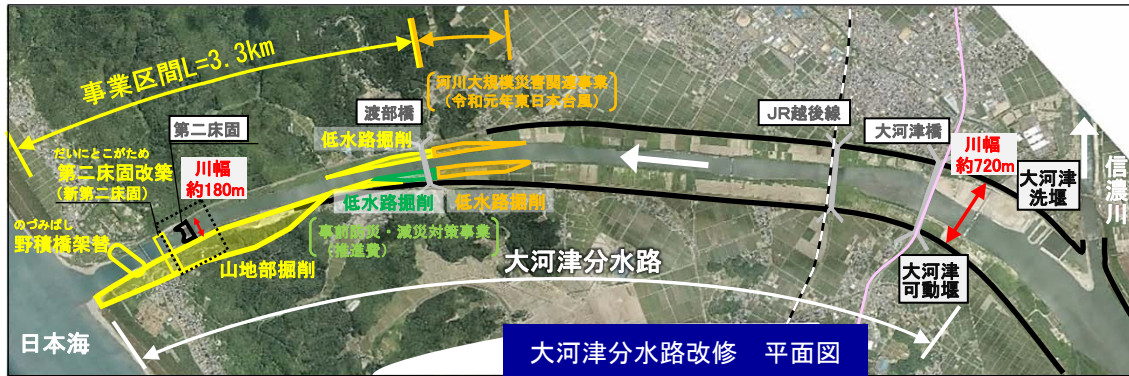 事業区間L=3.3km
河川大規模災害関連事業
(令和元年東日本台風)
渡部橋
JR越後線
大河津橋
第二床固
低水路掘削
川幅
約720m
大河津
洗堰
信濃川
だいにとこがため
第二床固改築
(新第二床固)
川幅
約180m
低水路掘削
低水路掘削
のづみばし
野積橋架替
事前防災・減災対策事業
(推進費)
山地部掘削
大河津分水路
大河津
可動堰
日本海
大河津分水路改修 平面図